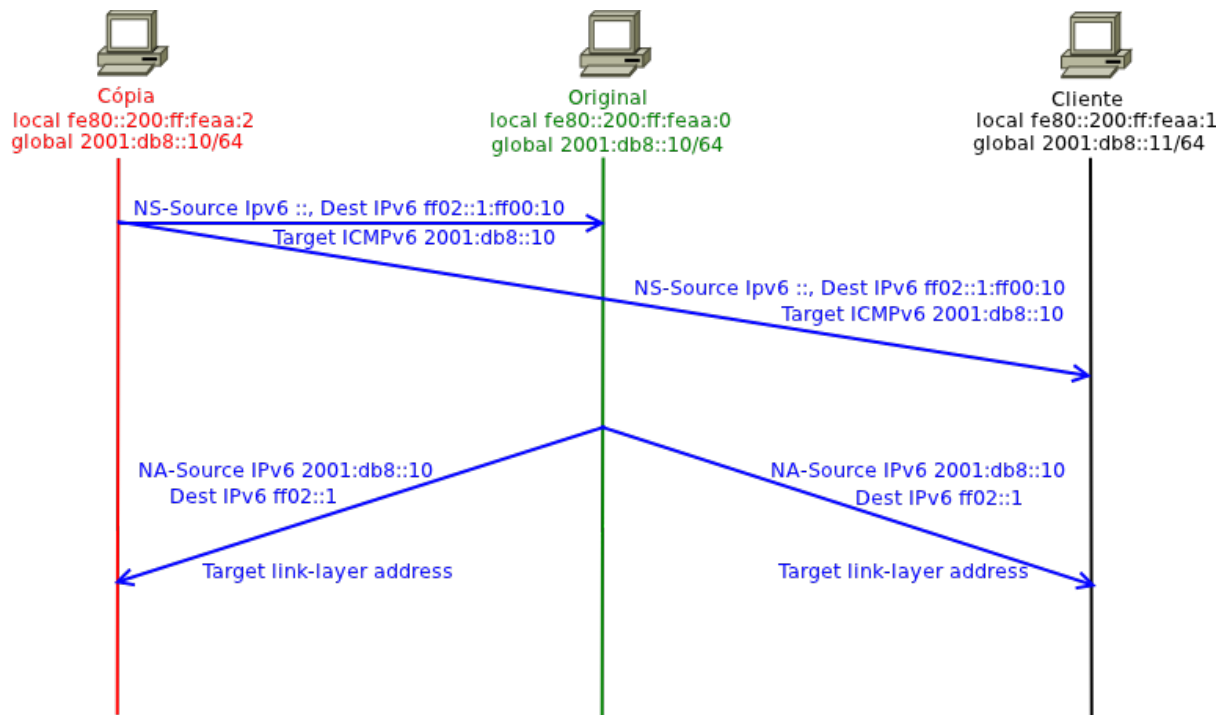 Cópia
local fe80::200:ff:feaa:2
global 2001:db8::10/64
Original
local fe80::200:ff:feaa:0
global 2001:db8::10/64
Cliente
local fe80::200:ff:feaa:1
global 2001:db8::11/64
NS-Source Ipv6 ::, Dest IPv6 ff02::1:ff00:10
Target ICMPv6 2001:db8::10
NS-Source Ipv6 ::, Dest IPv6 ff02::1:ff00:10
Target ICMPv6 2001:db8::10
NA-Source IPv6 2001:db8::10
Dest IPv6 ff02::1
Target link-layer address
NA-Source IPv6 2001:db8::10
Dest IPv6 ff02::1
Target link-layer address